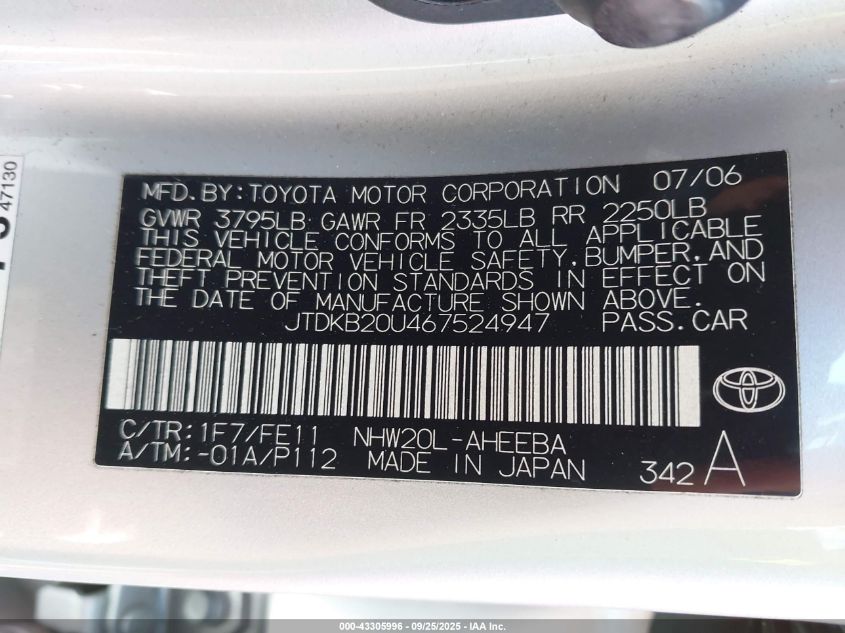 47130
MFD. BY: TOYOTA MOTOR CORPORATION 07/06
GVWR 3795LB GAWR FR 2335LB RR 2250LB
THIS VEHICLE CONFORMS TO ALL APPLICABLE
FEDERAL MOTOR VEHICLE SAFETY, BUMPER, AND
THEFT PREVENTION STANDARDS IN EFFECT ON
THE DATE OF MANUFACTURE SHOWN ABOVE.
JTDKB20U467524947 PASS. CAR
C/TR: 1F7/FE11 NHW20L-AHEEBA
A/TM: -01A/P112 MADE IN JAPAN 342 A
000-43305996 - 09/25/2025 - IAA Inc.